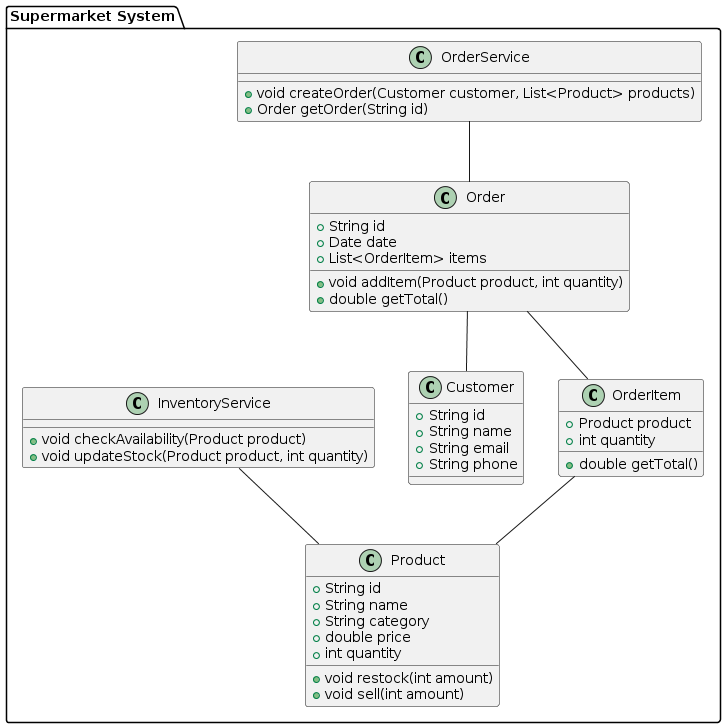 Supermarket System
C OrderService
void createOrder(Customer customer, List<Product> products)
Order getOrder(String id)
C Order
String id
Date date
List<OrderItem> items
void addItem(Product product, int quantity)
double getTotal()
C InventoryService
void checkAvailability(Product product)
void updateStock(Product product, int quantity)
C Customer
String id
String name
String email
String phone
C OrderItem
Product product
int quantity
double getTotal()
C Product
String id
String name
String category
double price
int quantity
void restock(int amount)
void sell(int amount)